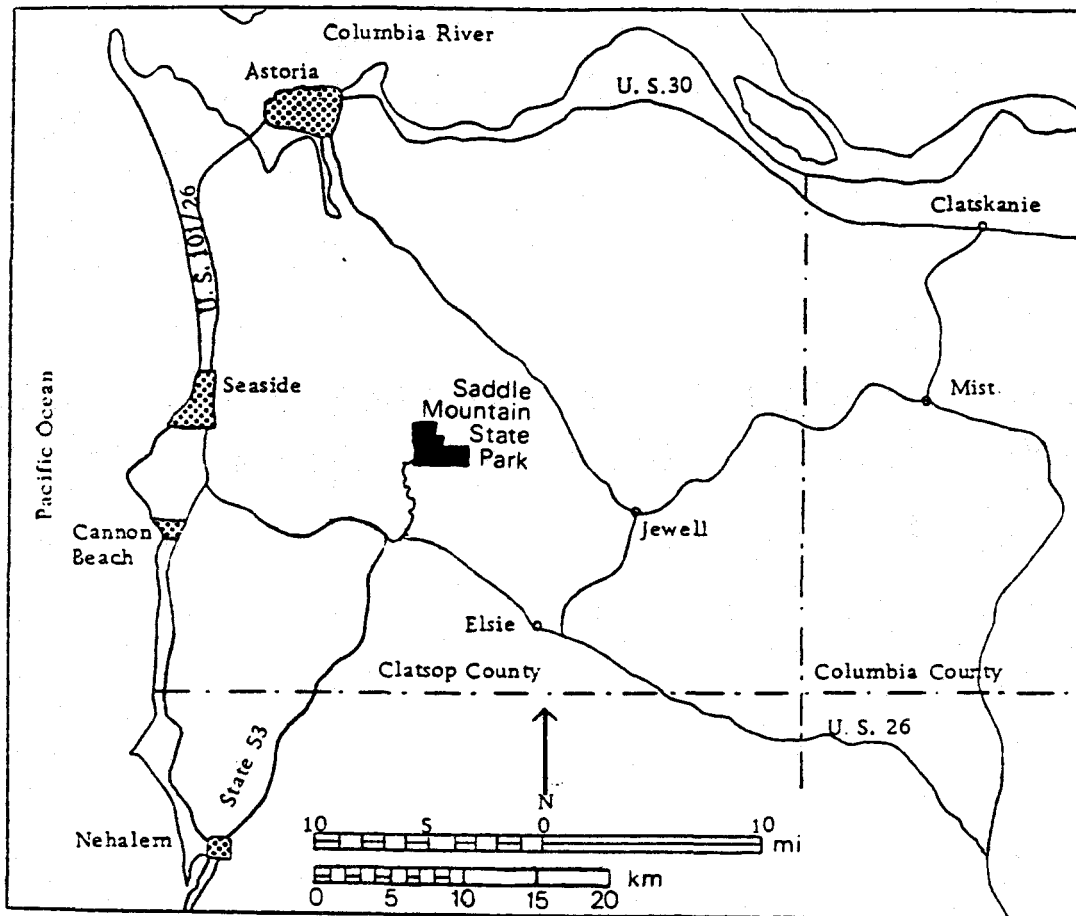 Columbia River
Astoria
U. S. 30
Clatskanie
U. S. 101/26
Pacific Ocean
Seaside
Saddle
Mountain
State
Park
Mist
Cannon
Beach
Jewell
Elsie
Clatsop County
Columbia County
U. S. 26
State 53
N
Nehalem
10 5 0 10
mi
km
0 5 10 15 20